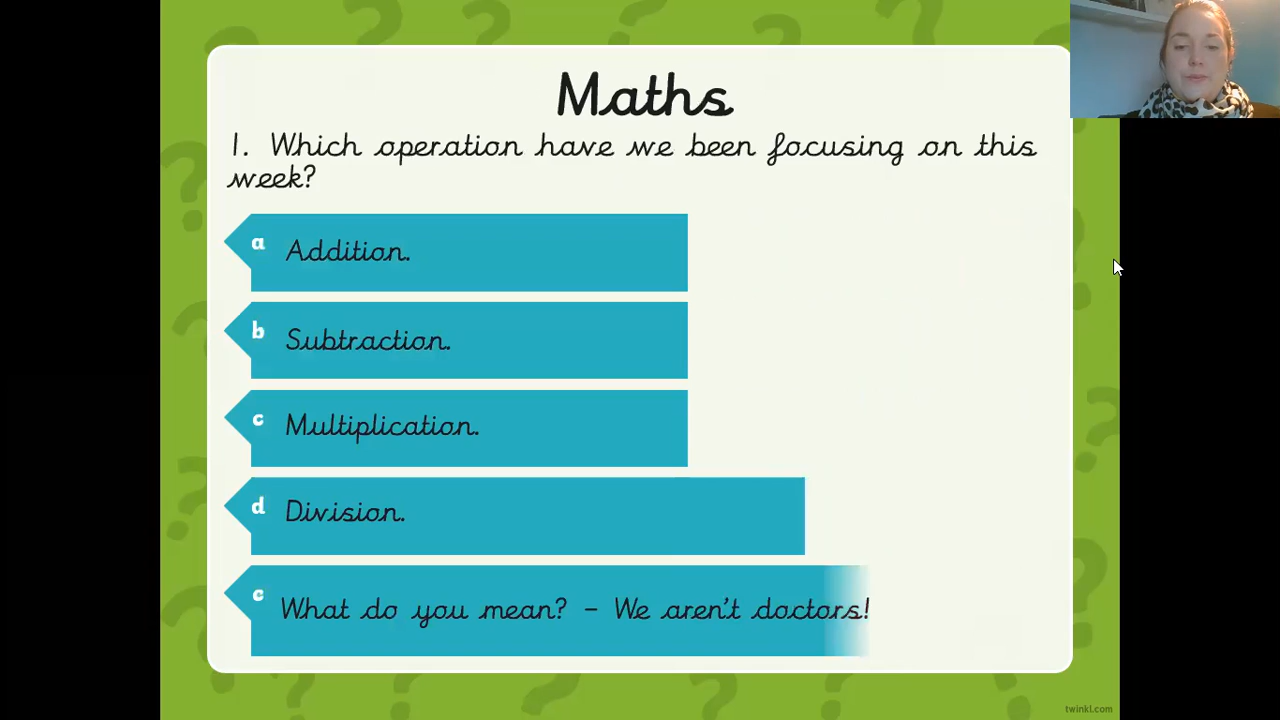 Maths
1. Which operation have we been focusing on this
week?
a Addition.
b Subtraction.
c Multiplication.
d Division.
c What do you mean? - We aren't doctors!
twinkl.com